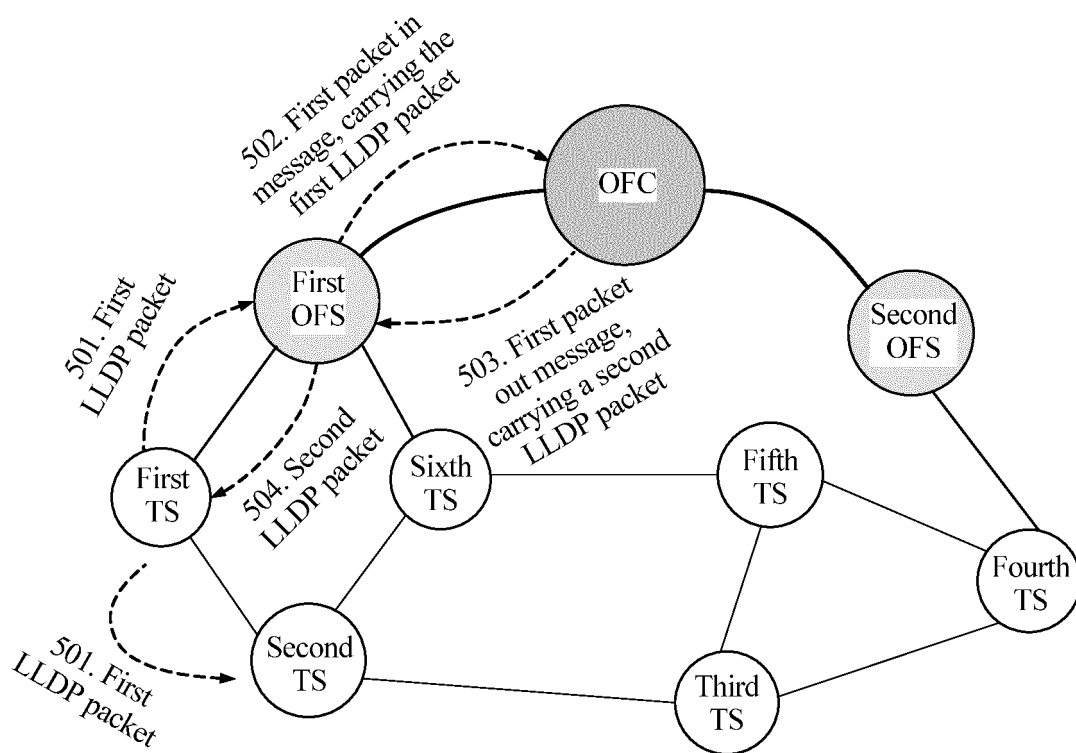 502. First packet in
message, carrying the
first LLDP packet
OFC
First
OFS
501. First
LLDP packet
Second
OFS
503. First packet
out message,
carrying a second
LLDP packet
504. Second
LLDP packet
First
TS
Sixth
TS
Fifth
TS
Fourth
TS
Second
TS
Third
TS
501. First
LLDP packet